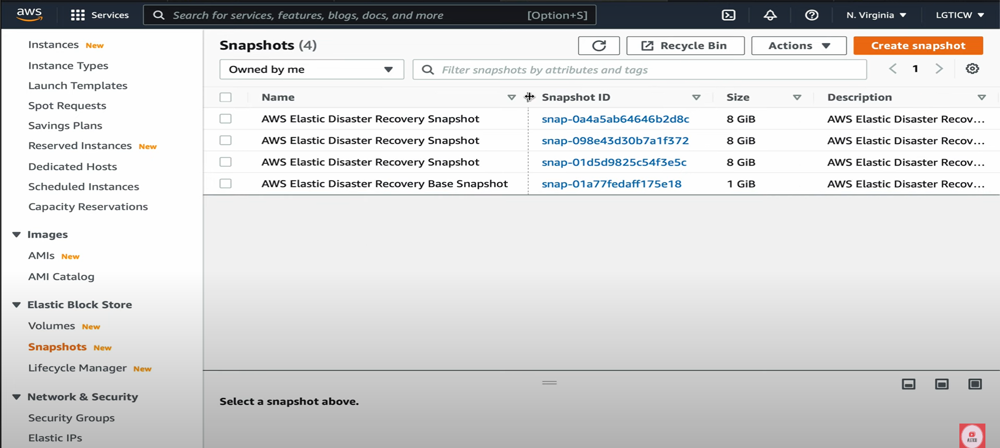 aws
Services
Search for services, features, blogs, docs, and more [Option+S]
N. Virginia
LGTICW
Instances New
Instance Types
Launch Templates
Spot Requests
Savings Plans
Reserved Instances New
Dedicated Hosts
Scheduled Instances
Capacity Reservations
Images
AMIs New
AMI Catalog
Elastic Block Store
Volumes New
Snapshots New
Lifecycle Manager New
Network & Security
Security Groups
Elastic IPs
Snapshots (4)
Recycle Bin
Actions
Create snapshot
Owned by me
Filter snapshots by attributes and tags
1
Name Snapshot ID Size Description
AWS Elastic Disaster Recovery Snapshot snap-0a4a5ab64646b2d8c 8 GiB AWS Elastic Disaster Recov...
AWS Elastic Disaster Recovery Snapshot snap-098e43d30b7a1f372 8 GiB AWS Elastic Disaster Recov...
AWS Elastic Disaster Recovery Snapshot snap-01d5d9825c54f3e5c 8 GiB AWS Elastic Disaster Recov...
AWS Elastic Disaster Recovery Base Snapshot snap-01a77fedaff175e18 1 GiB AWS Elastic Disaster Recov...
Select a snapshot above.